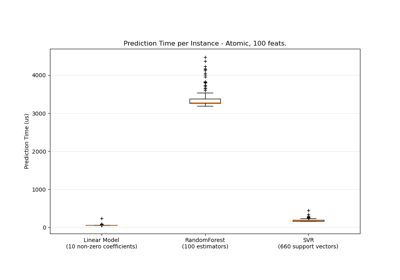 Prediction Time per Instance - Atomic, 100 feats.
Prediction Time (us)
4000
3000
2000
1000
0
Linear Model
(10 non-zero coefficients)
RandomForest
(100 estimators)
SVR
(660 support vectors)